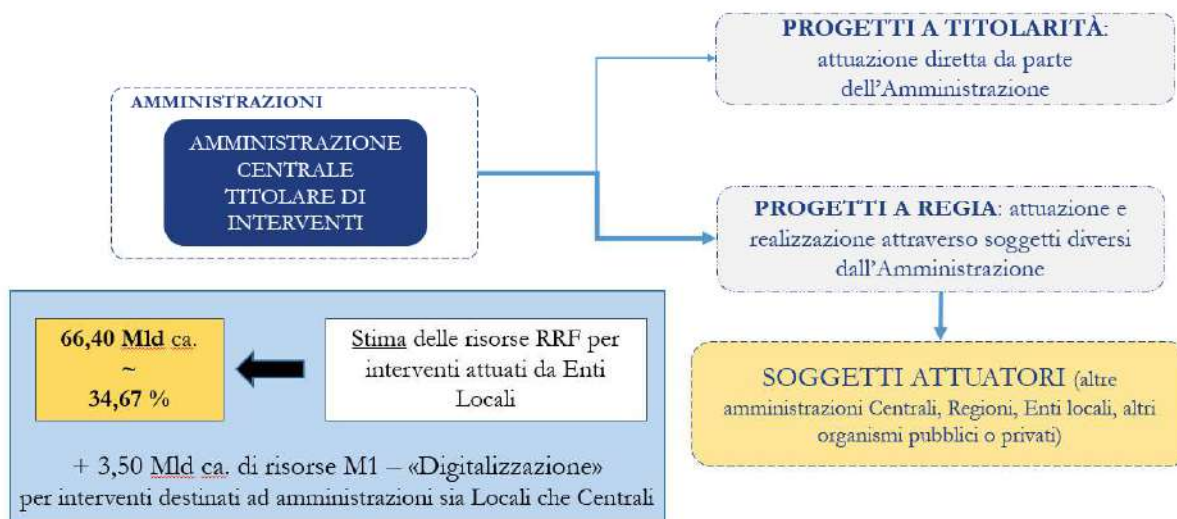 AMMINISTRAZIONI
AMMINISTRAZIONE
CENTRALE
TITOLARE DI
INTERVENTI
PROGETTI A TITOLARITÀ:
attuazione diretta da parte
dell’Amministrazione
PROGETTI A REGIA: attuazione e
realizzazione attraverso soggetti diversi
dall’Amministrazione
SOGGETTI ATTUATORI (altre
amministrazioni Centrali, Regioni, Enti locali, altri
organismi pubblici o privati)
66,40 Mld ca.
~
34,67 %
Stima delle risorse RRF per
interventi attuati da Enti
Locali
+ 3,50 Mld ca. di risorse M1 – «Digitalizzazione»
per interventi destinati ad amministrazioni sia Locali che Centrali